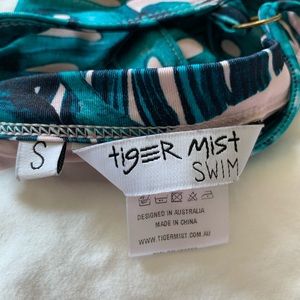 S
tigER Mist
SWIM
DESIGNED IN AUSTRALIA
MADE IN CHINA
WWW.TIGERMIST.COM.AU